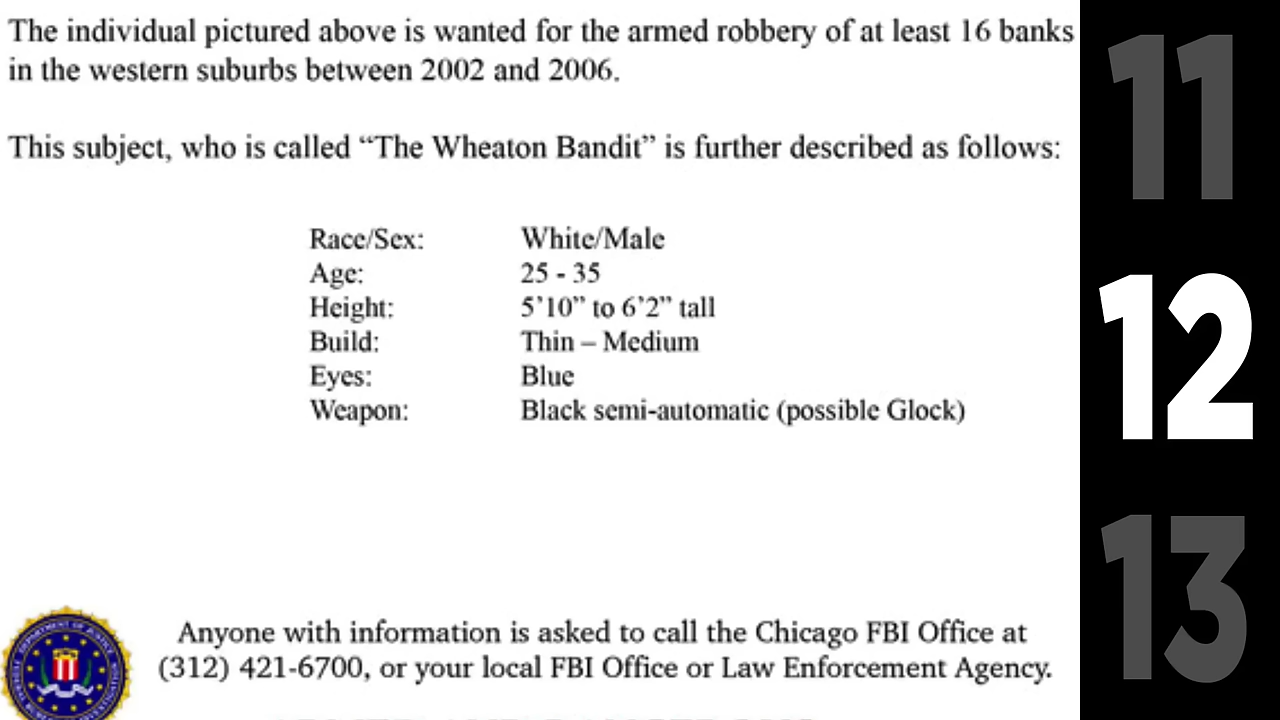 The individual pictured above is wanted for the armed robbery of at least 16 banks
in the western suburbs between 2002 and 2006.
This subject, who is called “The Wheaton Bandit” is further described as follows:
Race/Sex: White/Male
Age: 25 - 35
Height: 5’10” to 6’2” tall
Build: Thin – Medium
Eyes: Blue
Weapon: Black semi-automatic (possible Glock)
Anyone with information is asked to call the Chicago FBI Office at
(312) 421-6700, or your local FBI Office or Law Enforcement Agency.
11
12
13